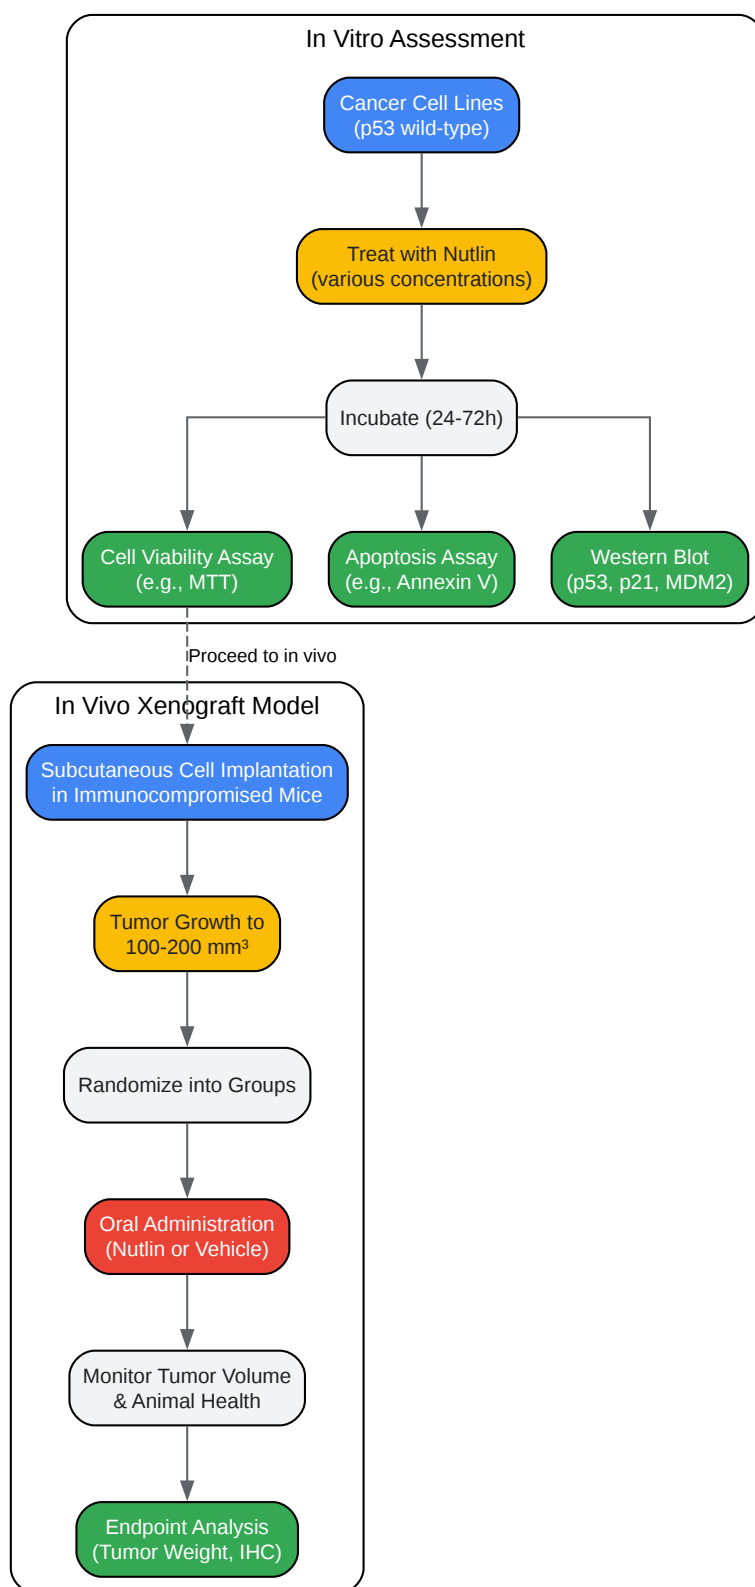 In Vitro Assessment
Cancer Cell Lines
(p53 wild-type)
Treat with Nutlin
(various concentrations)
Incubate (24-72h)
Cell Viability Assay
(e.g., MTT)
Apoptosis Assay
(e.g., Annexin V)
Western Blot
(p53, p21, MDM2)
Proceed to in vivo
In Vivo Xenograft Model
Subcutaneous Cell Implantation
in Immunocompromised Mice
Tumor Growth to
100-200 mm³
Randomize into Groups
Oral Administration
(Nutlin or Vehicle)
Monitor Tumor Volume
& Animal Health
Endpoint Analysis
(Tumor Weight, IHC)